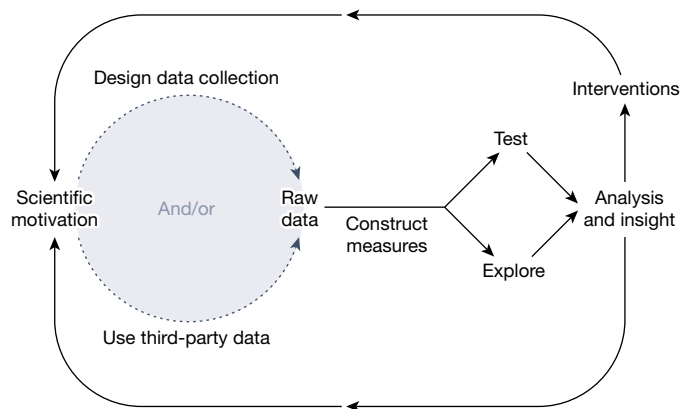 Design data collection
Interventions
Test
Scientific
motivation
And/or
Raw
data
Construct
measures
Analysis
and insight
Explore
Use third-party data